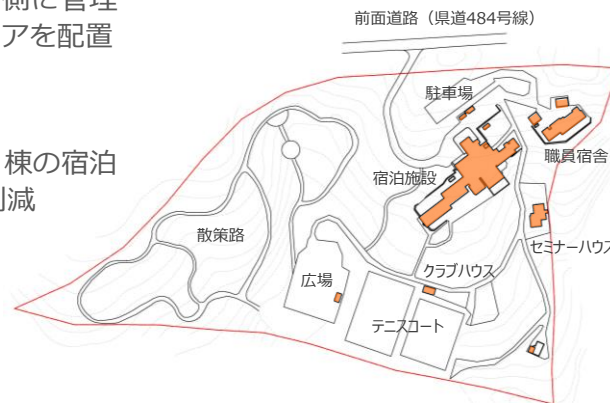 側に管理
アを配置
棟の宿泊
削減
前面道路（県道484号線）
駐車場
職員宿舎
宿泊施設
セミナーハウス
散策路
クラブハウス
広場
テニスコート